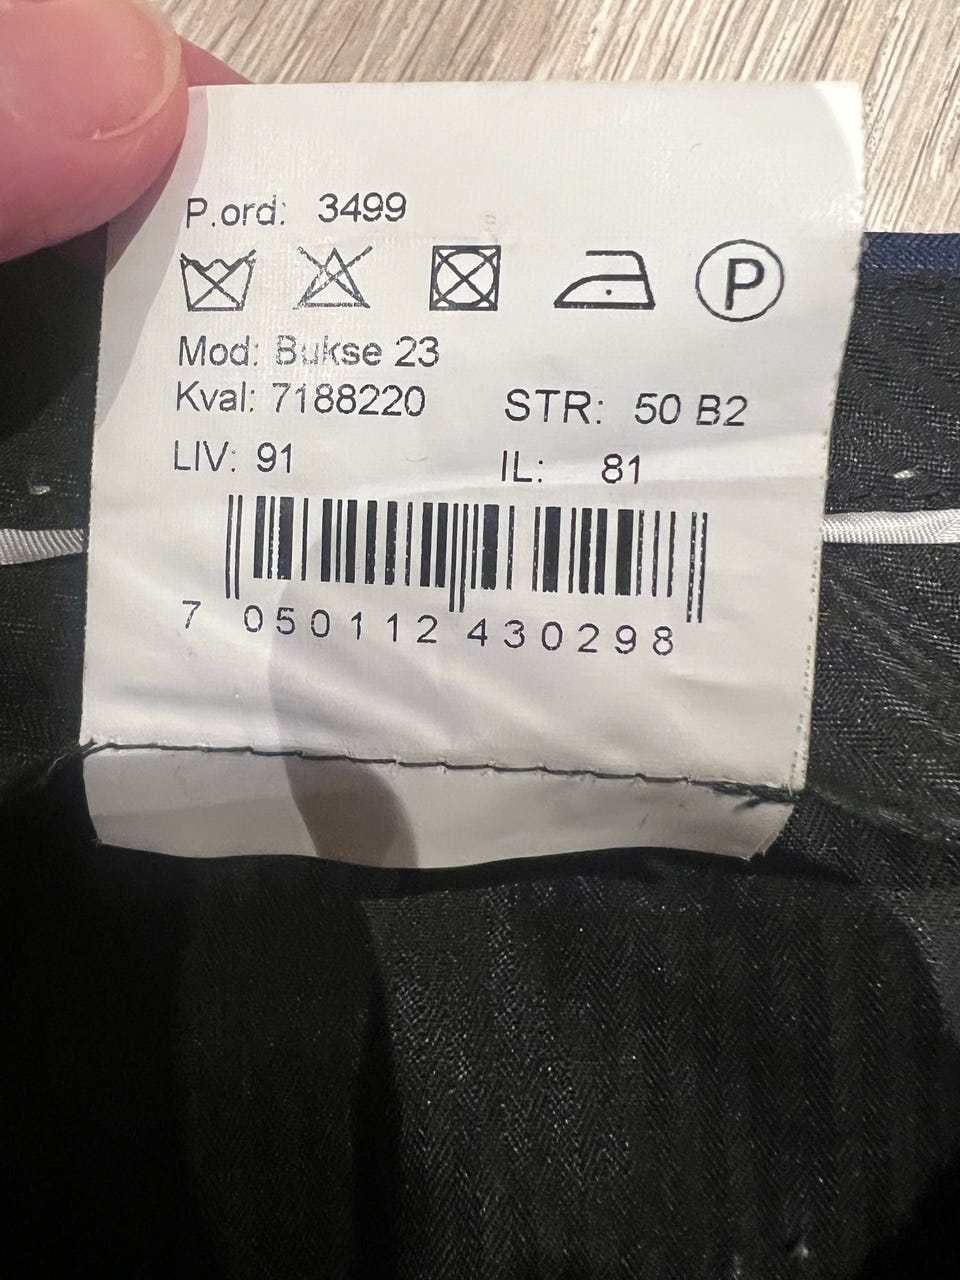 P.ord: 3499
P
Mod: Bukse 23
Kval: 7188220 STR: 50 B2
LIV: 91 IL: 81
7 050112 430298